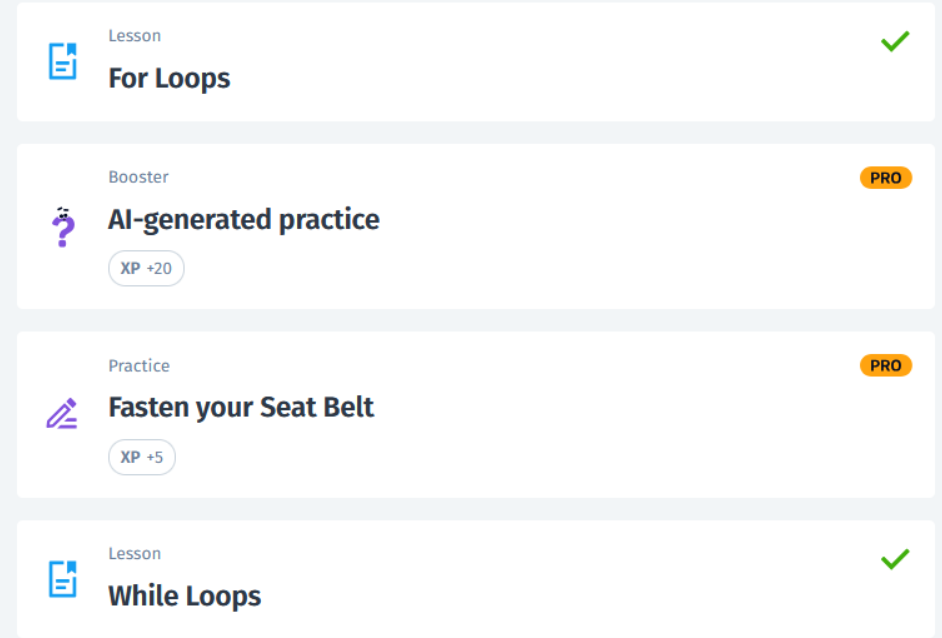 Lesson
For Loops
Booster
PRO
AI-generated practice
XP +20
Practice
PRO
Fasten your Seat Belt
XP +5
Lesson
While Loops